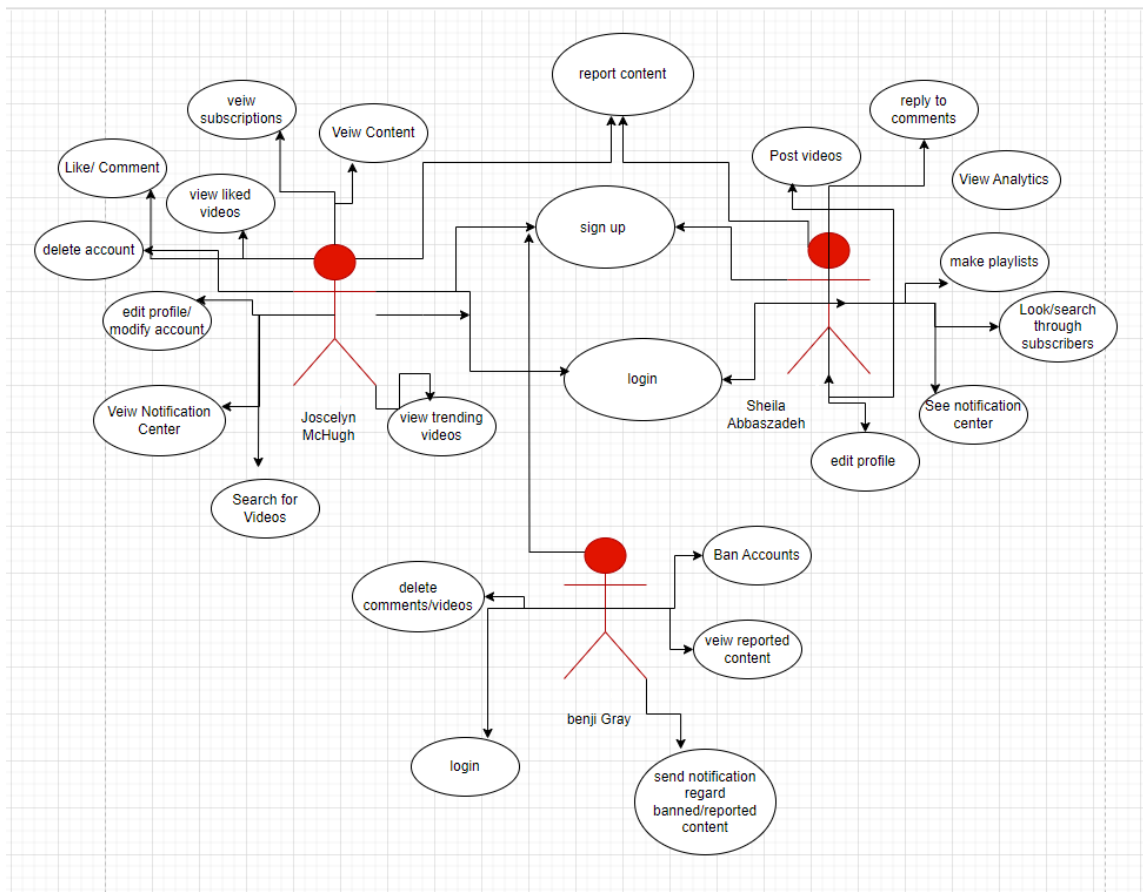 report content
veiw
subscriptions
Veiw Content
reply to
comments
Like/ Comment
Post videos
View Analytics
view liked
videos
sign up
delete account
make playlists
edit profile/
modify account
Look/search
through
subscribers
login
Veiw Notification
Center
Joscelyn
McHugh
view trending
videos
Sheila
Abbaszadeh
See notification
center
edit profile
Search for
Videos
Ban Accounts
delete
comments/videos
veiw reported
content
benji Gray
login
send notification
regard
banned/reported
content